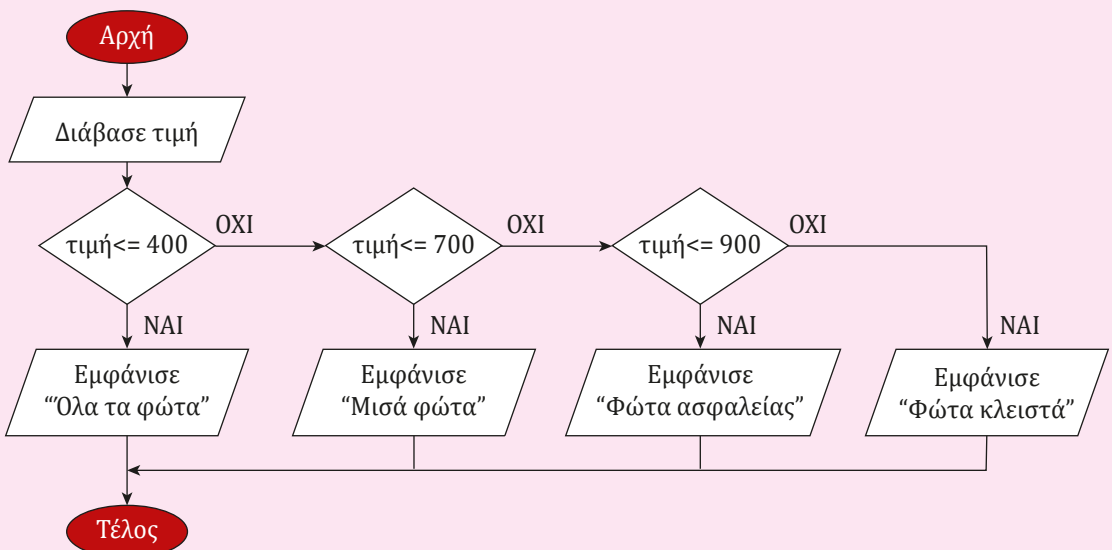 Αρχή
Διάβασε τιμή
τιμή<= 400
ΟΧΙ
τιμή<= 700
ΟΧΙ
τιμή<= 900
ΟΧΙ
ΝΑΙ
ΝΑΙ
ΝΑΙ
Εμφάνισε
“Όλα τα φώτα”
Εμφάνισε
“Μισά φώτα”
Εμφάνισε
“Φώτα ασφαλείας”
Εμφάνισε
“Φώτα κλειστά”
Τέλος